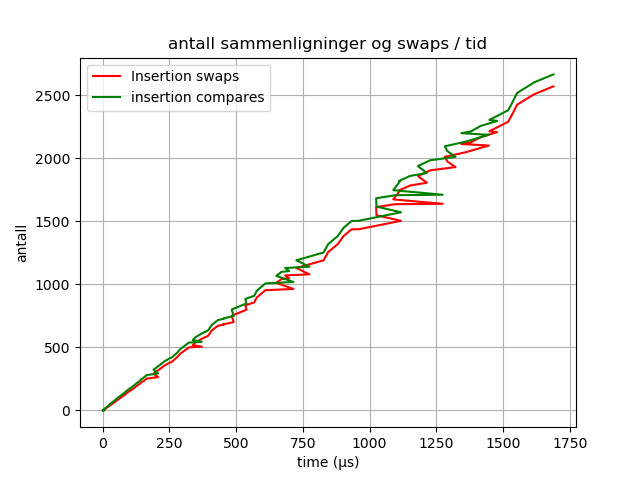 antall sammenligninger og swaps / tid
Insertion swaps
insertion compares
antall
2500
2000
1500
1000
500
0
0 250 500 750 1000 1250 1500 1750
time (µs)